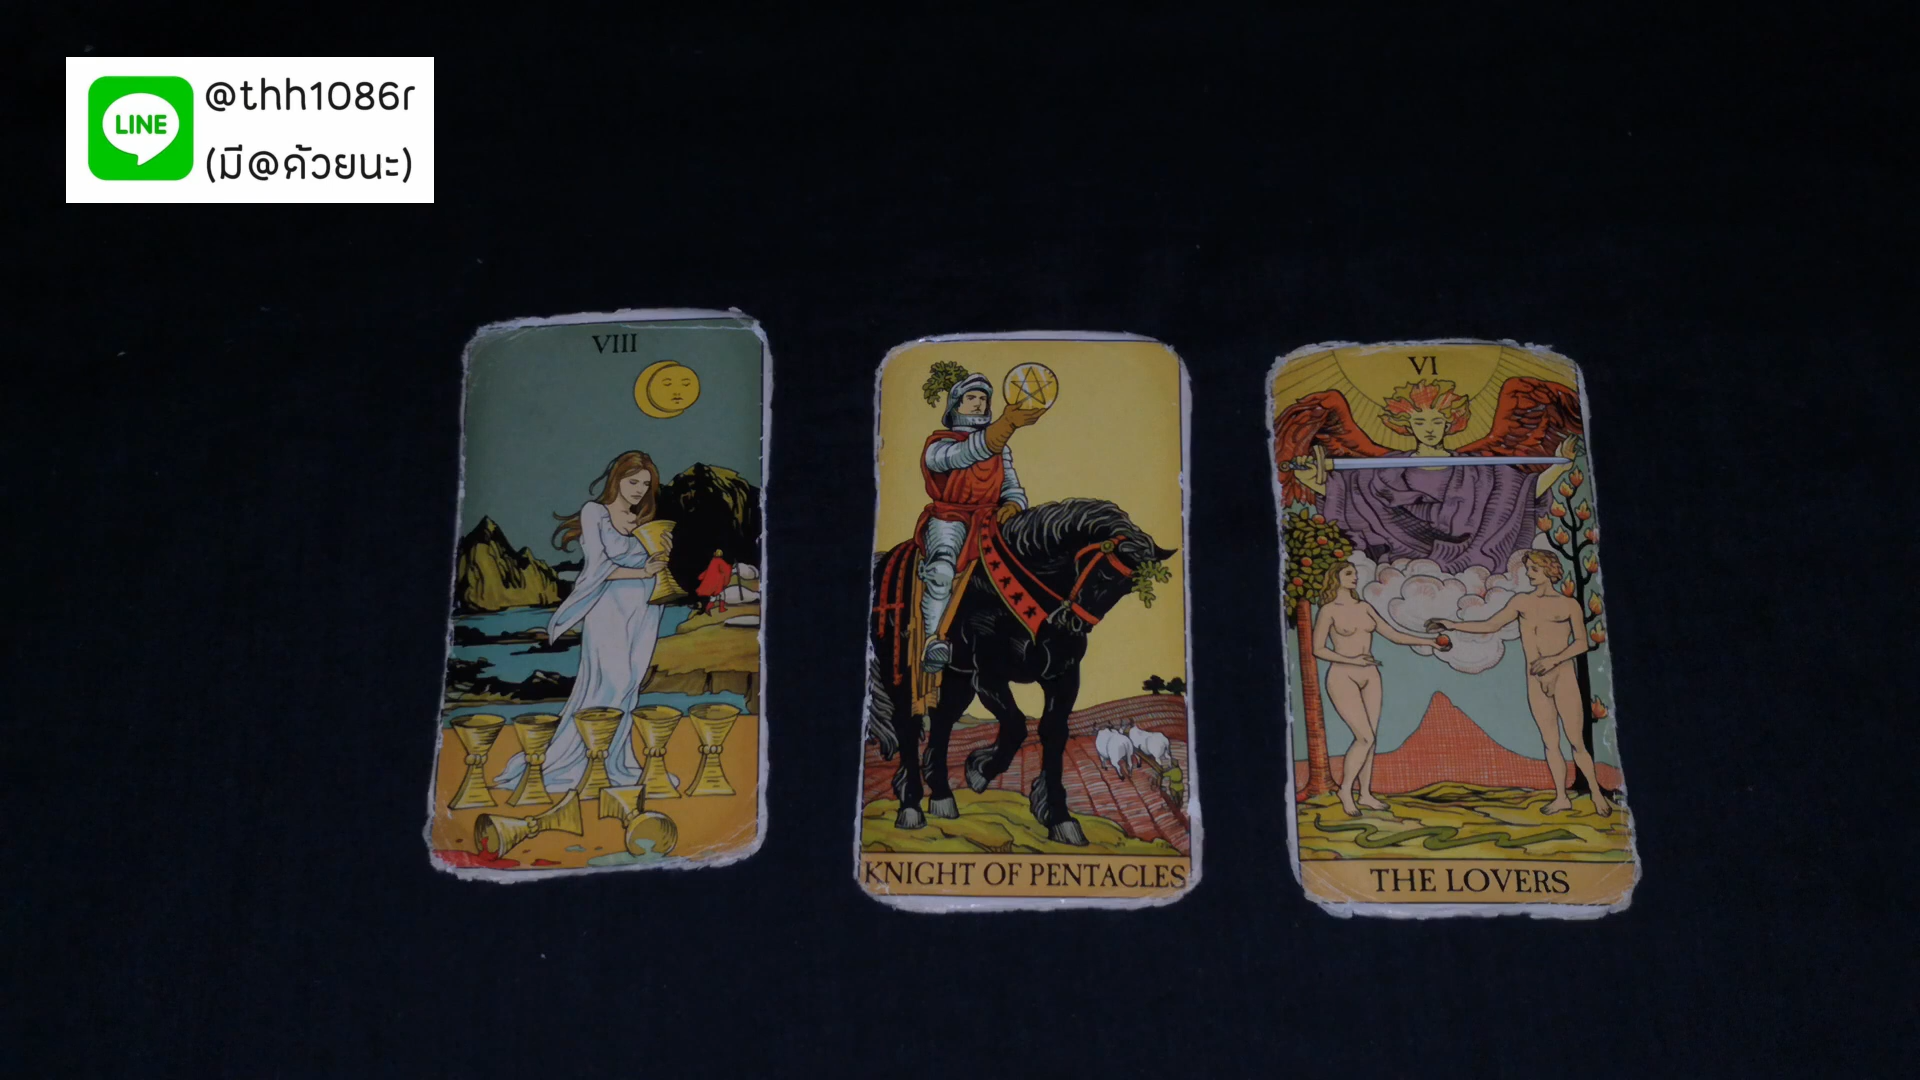 LINE
@thh1086r
(มี@ด้วยนะ)
VIII
KNIGHT OF PENTACLES
VI
THE LOVERS